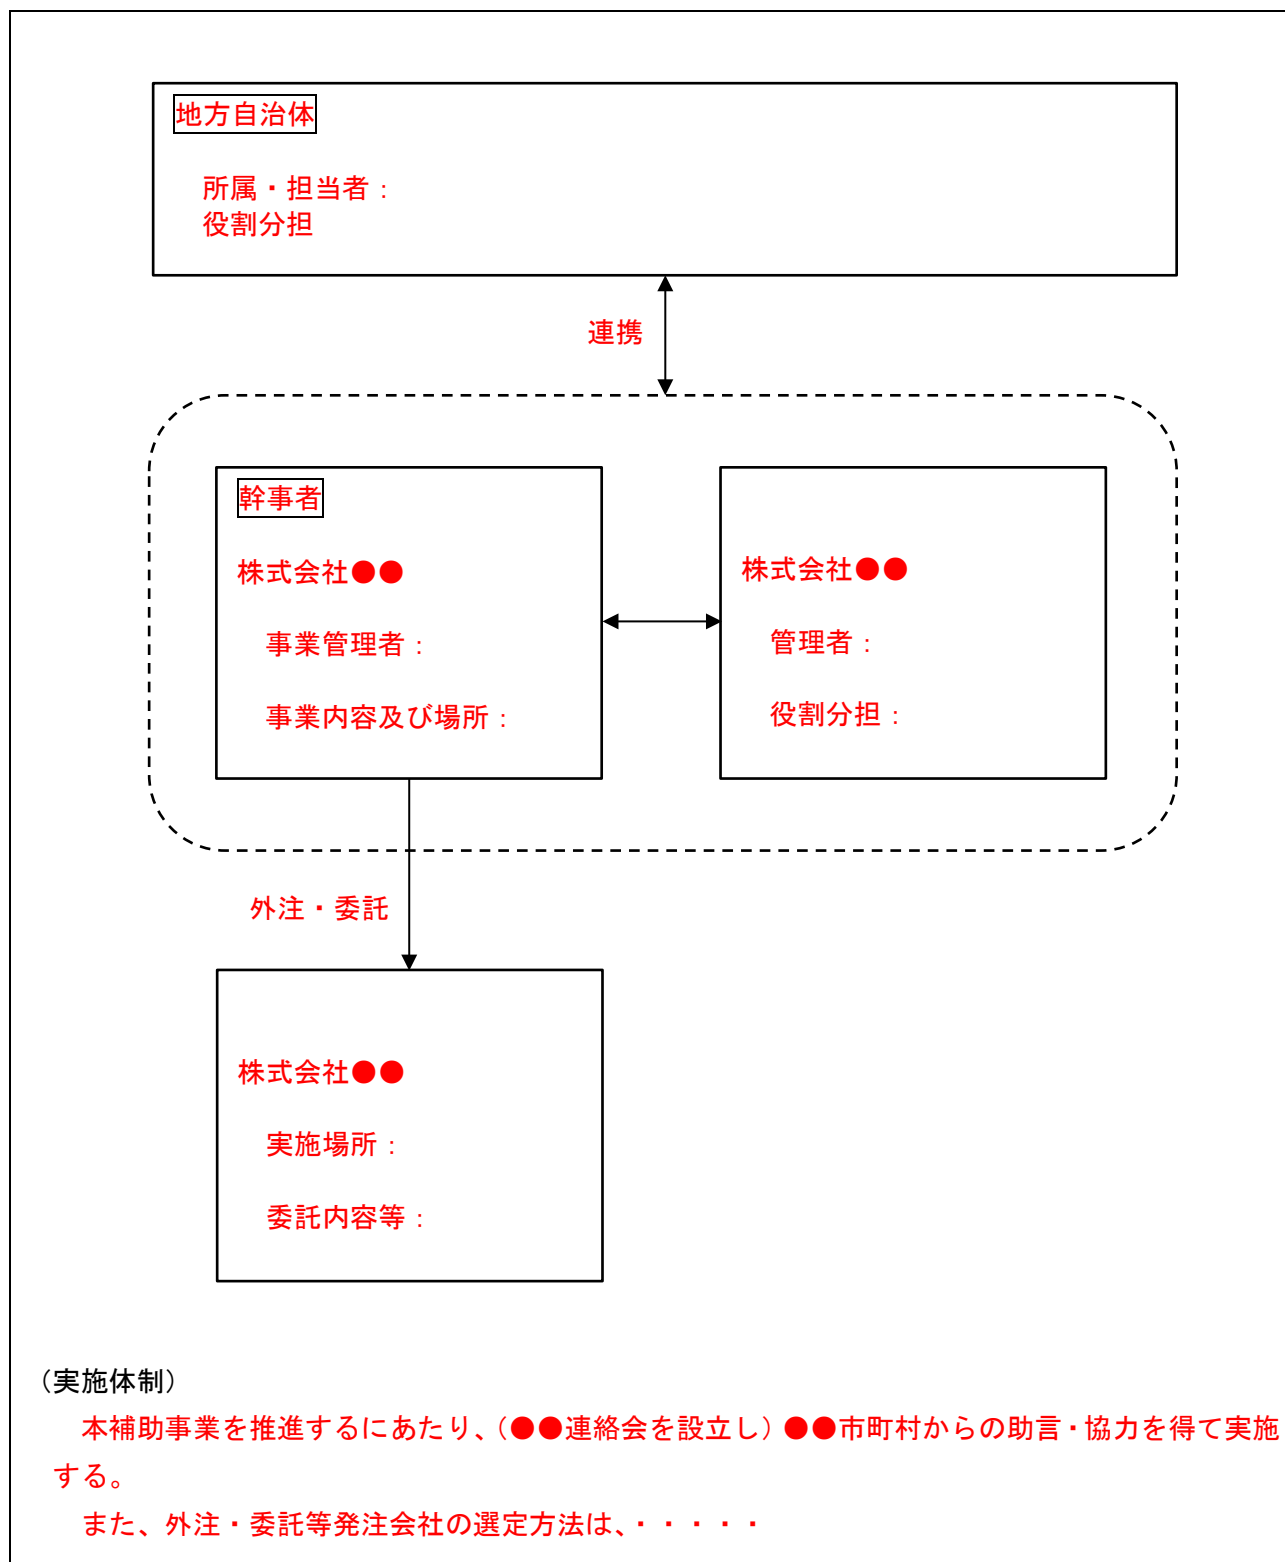 地方自治体
所属・担当者：
役割分担
連携
幹事者
株式会社●●
事業管理者：
事業内容及び場所：
株式会社●●
管理者：
役割分担：
外注・委託
株式会社●●
実施場所：
委託内容等：
（実施体制）
本補助事業を推進するにあたり、（●●連絡会を設立し）●●市町村からの助言・協力を得て実施
する。
また、外注・委託等発注会社の選定方法は、・・・・・